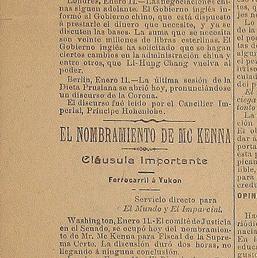 Londres, Enero 11.—Las negociaciones chi-
nas siguen adelante. El Gobierno inglés in-
formó al Gobierno chino, que está dispuesto
á prestarle el dinero que necesite, y ya se
discuten las bases. La suma que se necesita
son veinte millones de libras esterlinas. El
Gobierno inglés ha solicitado que se hagan
ciertos cambios en la administración china y
entre otros, que Li-Hung Chang vuelva al
poder.
Berlin, Enero 11.—La última sesión de la
Dieta Prusiana se abrió hoy, pronunciándose
un discurso de la Corona.
El discurso fué leido por el Canciller Im-
perial, Príncipe Hohenlohe.
EL NOMBRAMIENTO DE MC KENNA
Cláusula Importante
Ferrocarril á Yukon
Servicio directo para
El Mundo y El Imparcial.
Washington, Enero 11.—El comité de Justicia
en el Senado, se ocupó hoy del nombramien-
to de Mr. Mc Kenna para Fiscal de la Supre-
ma Corte. La discusión duró dos horas, no
llegando á ninguna conclusión.
OPIN